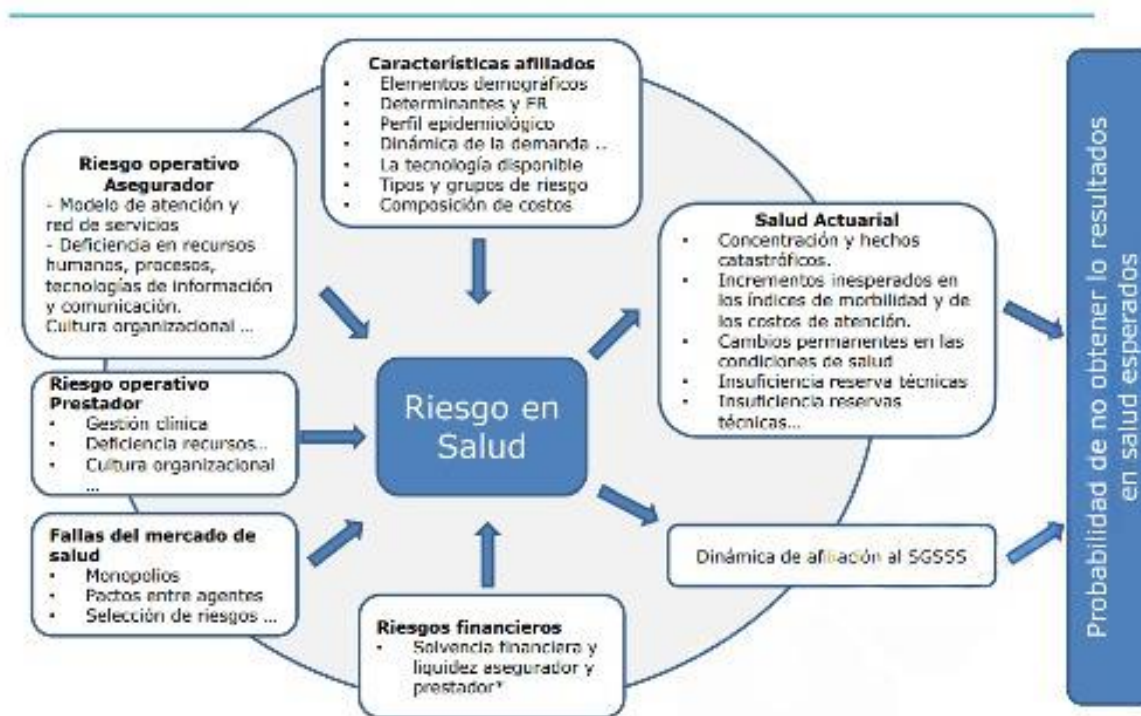 Características afiliados
• Elementos demográficos
• Determinantes y FR
• Perfil epidemiológico
• Dinámica de la demanda ..
• La tecnología disponible
• Tipos y grupos de riesgo
• Composición de costos
Riesgo operativo
Asegurador
- Modelo de atención y
red de servicios
- Deficiencia en recursos
humanos, procesos,
tecnologías de información
y comunicación.
Cultura organizacional ...
Riesgo operativo
Prestador
• Gestión clínica
• Deficiencia recursos...
• Cultura organizacional
...
Fallas del mercado de
salud
• Monopolios
• Pactos entre agentes
• Selección de riesgos ...
Riesgos financieros
• Solvencia financiera y
liquidez asegurador y
prestador*
Riesgo en
Salud
Salud Actuarial
• Concentración y hechos
catastróficos.
• Incrementos inesperados en
los índices de morbilidad y de
los costos de atención.
• Cambios permanentes en las
condiciones de salud
• Insuficiencia reserva técnicas
• Insuficiencia reservas
técnicas...
Dinámica de afiliación al SGSSS
Probabilidad de no obtener lo resultados
en salud esperados